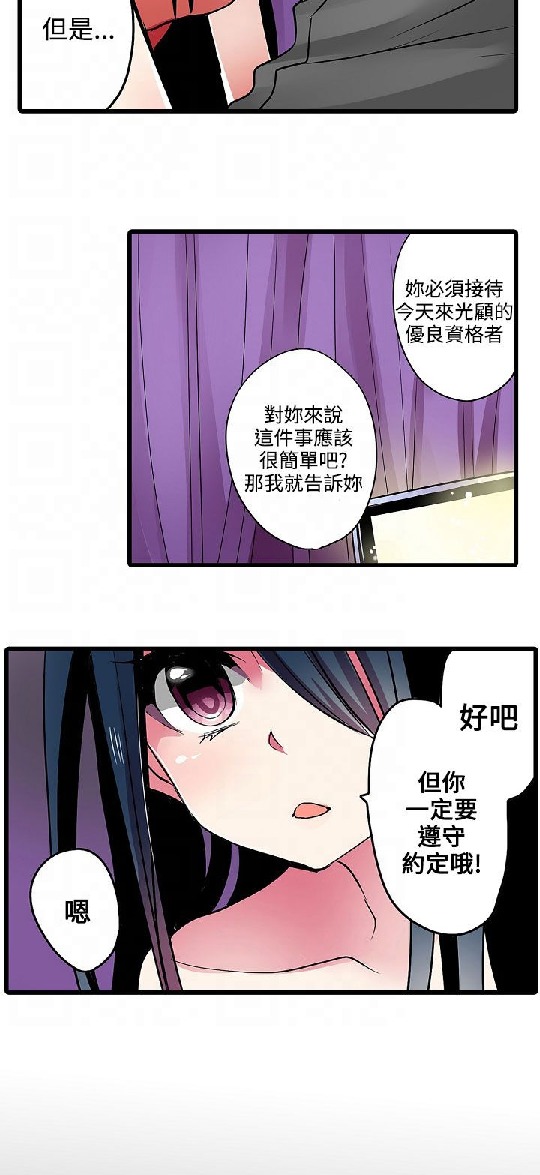 但是...
妳必須接待
今天來光顧的
優良資格者
對妳來說
這件事應該
很簡單吧?
那我就告訴妳
好吧
但你
一定要
遵守
約定哦!
嗯